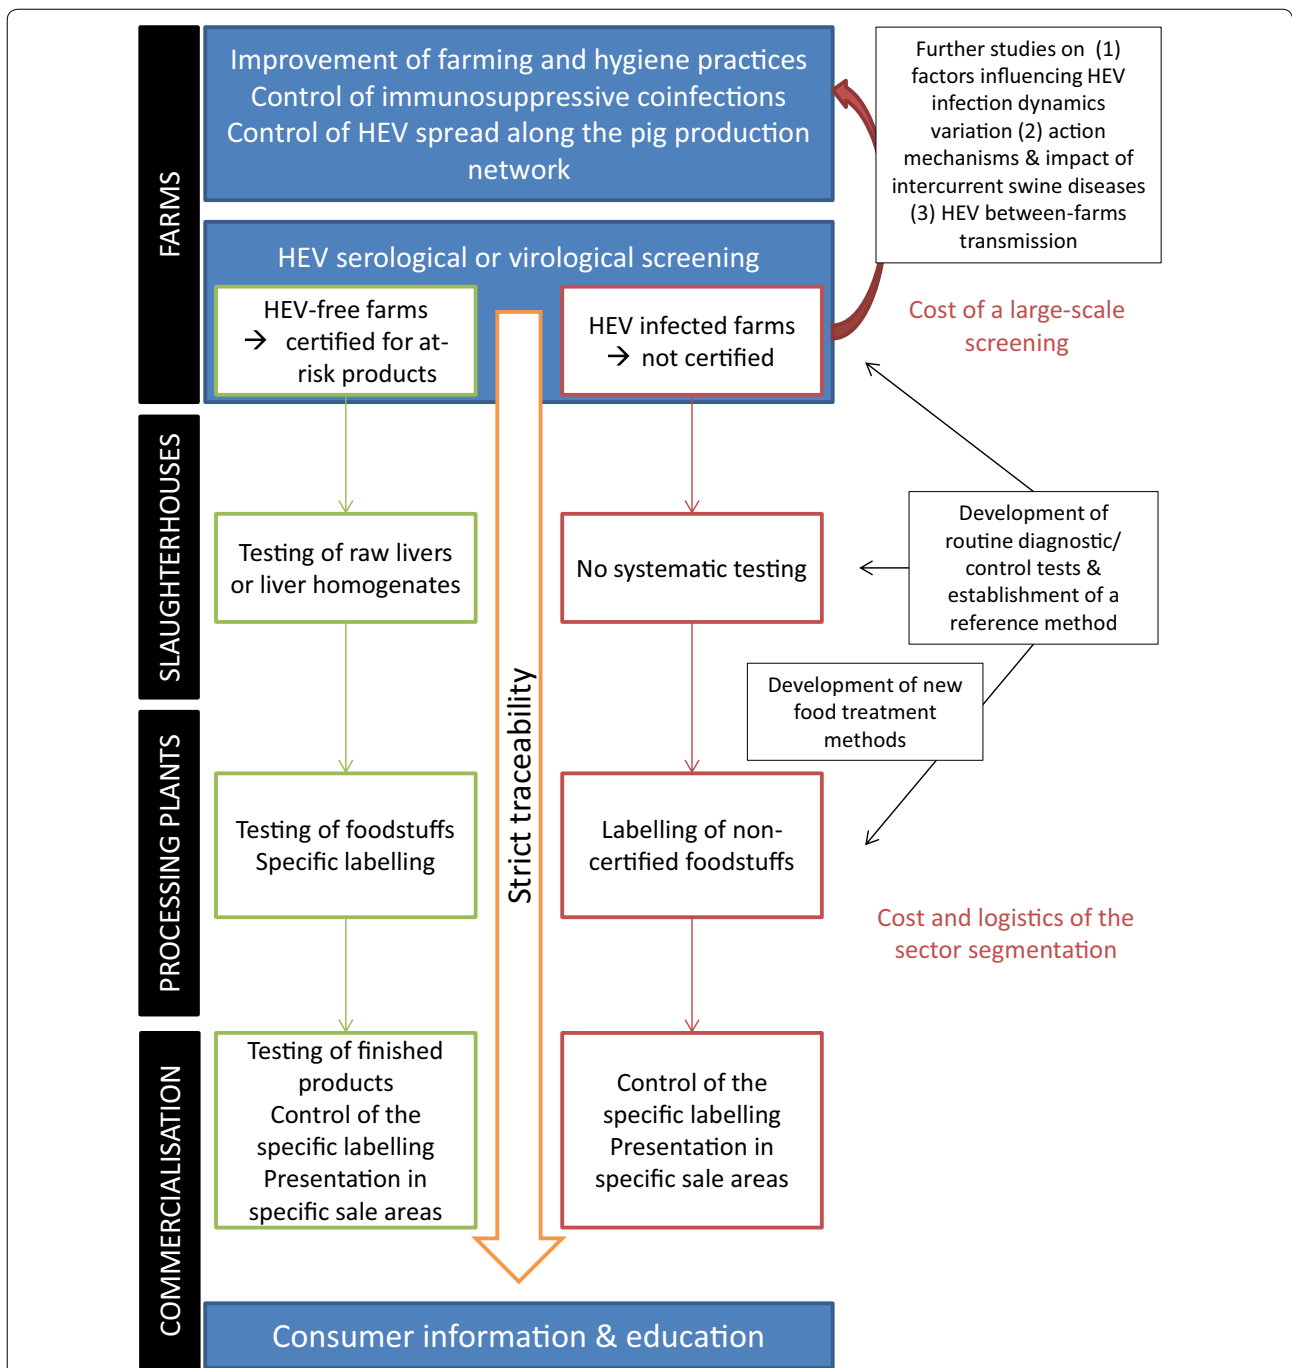 FARMS
Improvement of farming and hygiene practices
Control of immunosuppressive coinfections
Control of HEV spread along the pig production
network
Further studies on (1)
factors influencing HEV
infection dynamics
variation (2) action
mechanisms & impact of
intercurrent swine diseases
(3) HEV between-farms
transmission
HEV serological or virological screening
HEV-free farms
→ certified for at-
risk products
HEV infected farms
→ not certified
Cost of a large-scale
screening
SLAUGHTERHOUSES
Testing of raw livers
or liver homogenates
No systematic testing
Development of
routine diagnostic/
control tests &
establishment of a
reference method
Strict traceability
Development of new
food treatment
methods
PROCESSING PLANTS
Testing of foodstuffs
Specific labelling
Labelling of non-
certified foodstuffs
Cost and logistics of the
sector segmentation
COMMERCIALISATION
Testing of finished
products
Control of the
specific labelling
Presentation in
specific sale areas
Control of the
specific labelling
Presentation in
specific sale areas
Consumer information & education